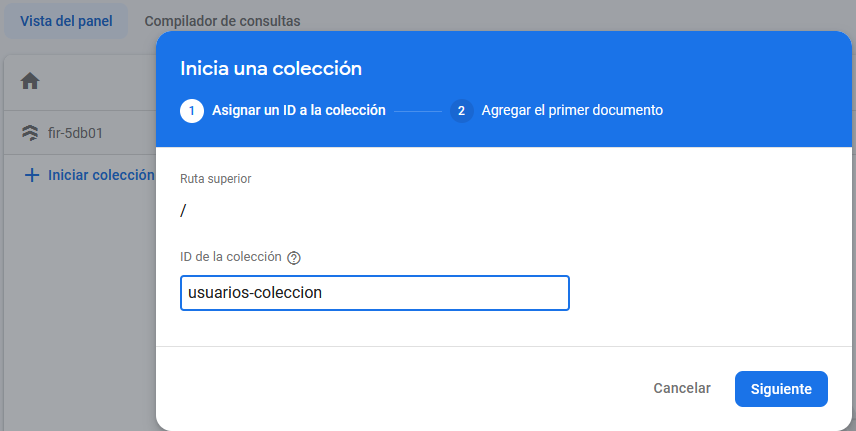 Vista del panel
Compilador de consultas
Inicia una colección
1 Asignar un ID a la colección
2 Agregar el primer documento
fir-5db01
Iniciar colección
Ruta superior
/
ID de la colección
usuarios-coleccion
Cancelar
Siguiente